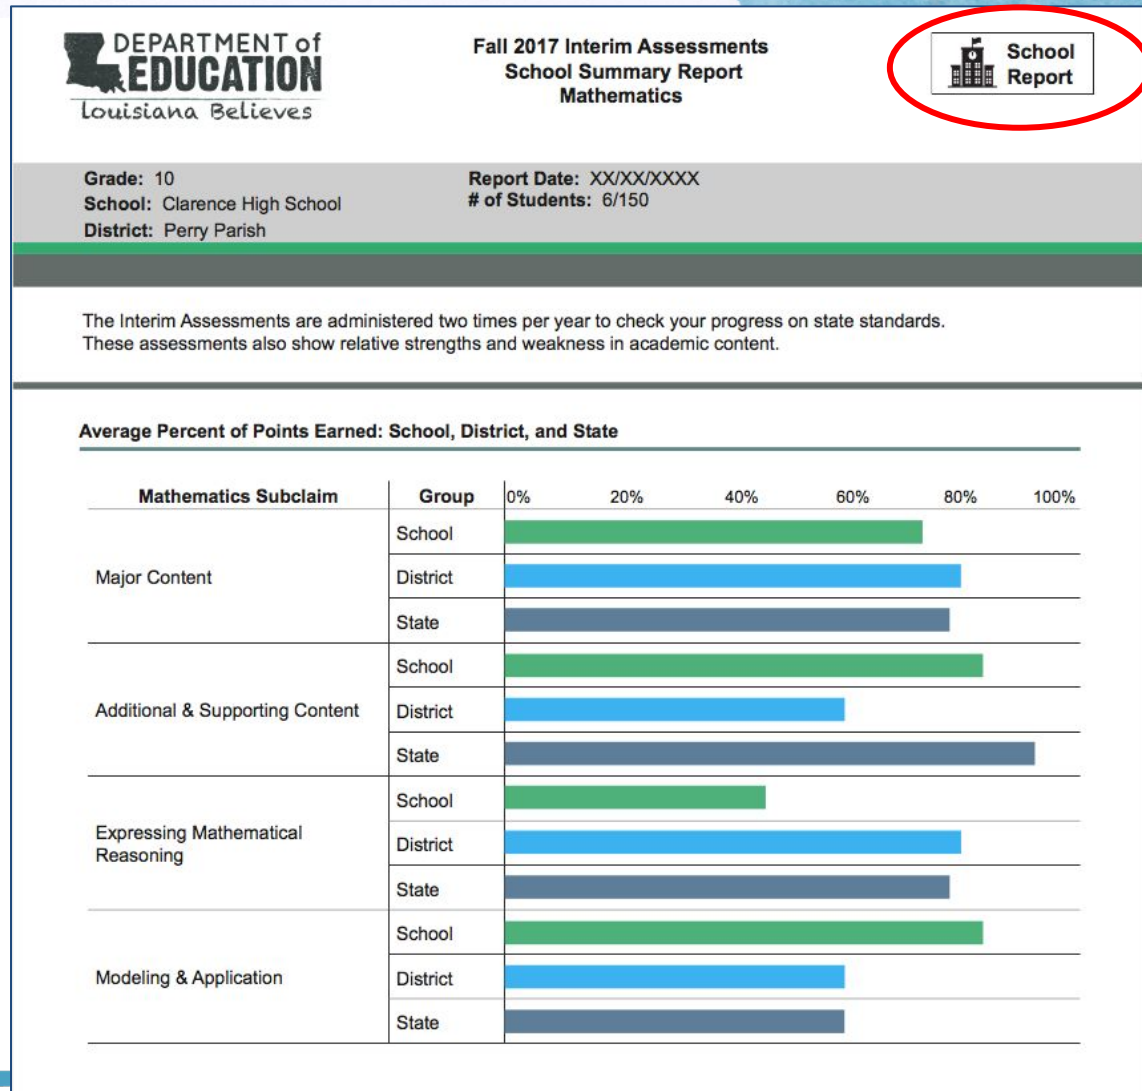 DEPARTMENT of
EDUCATION
Louisiana Believes
Fall 2017 Interim Assessments
School Summary Report
Mathematics
School
Report
Grade: 10
School: Clarence High School
District: Perry Parish
Report Date: XX/XX/XXXX
# of Students: 6/150
The Interim Assessments are administered two times per year to check your progress on state standards.
These assessments also show relative strengths and weakness in academic content.
Average Percent of Points Earned: School, District, and State
Mathematics Subclaim Group 0% 20% 40% 60% 80% 100%
Major Content
School
District
State
Additional & Supporting Content
School
District
State
Expressing Mathematical
Reasoning
School
District
State
Modeling & Application
School
District
State